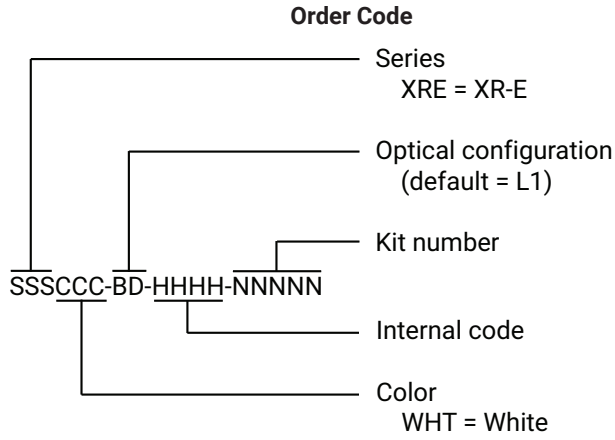 Order Code
Series
XRE = XR-E
Optical configuration
(default = L1)
Kit number
SSSCCC-BD-HHHH-NNNNN
Internal code
Color
WHT = White